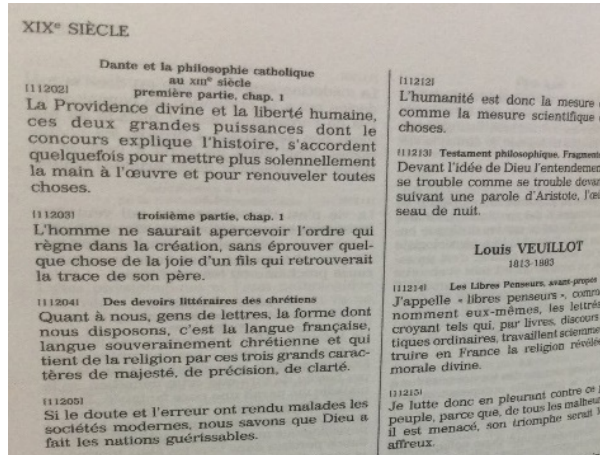 XIXe SIÈCLE
Dante et la philosophie catholique
au XIIIe siècle
[11202]
première partie, chap. 1
La Providence divine et la liberté humaine,
ces deux grandes puissances dont le
concours explique l'histoire, s'accordent
quelquefois pour mettre plus solennellement
la main à l'œuvre et pour renouveler toutes
choses.
[11203] troisième partie, chap. 1
L'homme ne saurait apercevoir l'ordre qui
règne dans la création, sans éprouver quel-
que chose de la joie d'un fils qui retrouverait
la trace de son père.
[11204] Des devoirs littéraires des chrétiens
Quant à nous, gens de lettres, la forme dont
nous disposons, c'est la langue française,
langue souverainement chrétienne et qui
tient de la religion par ces trois grands carac-
tères de majesté, de précision, de clarté.
[11205]
Si le doute et l'erreur ont rendu malades les
sociétés modernes, nous savons que Dieu a
fait les nations guérissables.
[11212]
L'humanité est donc la mesure
comme la mesure scientifique
choses.
[11213] Testament philosophique. Fragments
Devant l'idée de Dieu l'entendement
se trouble comme se trouble devant
suivant une parole d'Aristote, l'oi
seau de nuit.
Louis VEUILLOT
1813-1883
[11214] Les Libres Penseurs, avant-propos
J'appelle « libres penseurs », comme
nomment eux-mêmes, les lettrés
croyant tels qui, par livres, discours
tiques ordinaires, travaillent sciemment
truire en France la religion révélée
morale divine.
[11215]
Je lutte donc en pleurant contre ce
peuple, parce que, de tous les malheurs
il est menacé, son triomphe serait l
affreux.